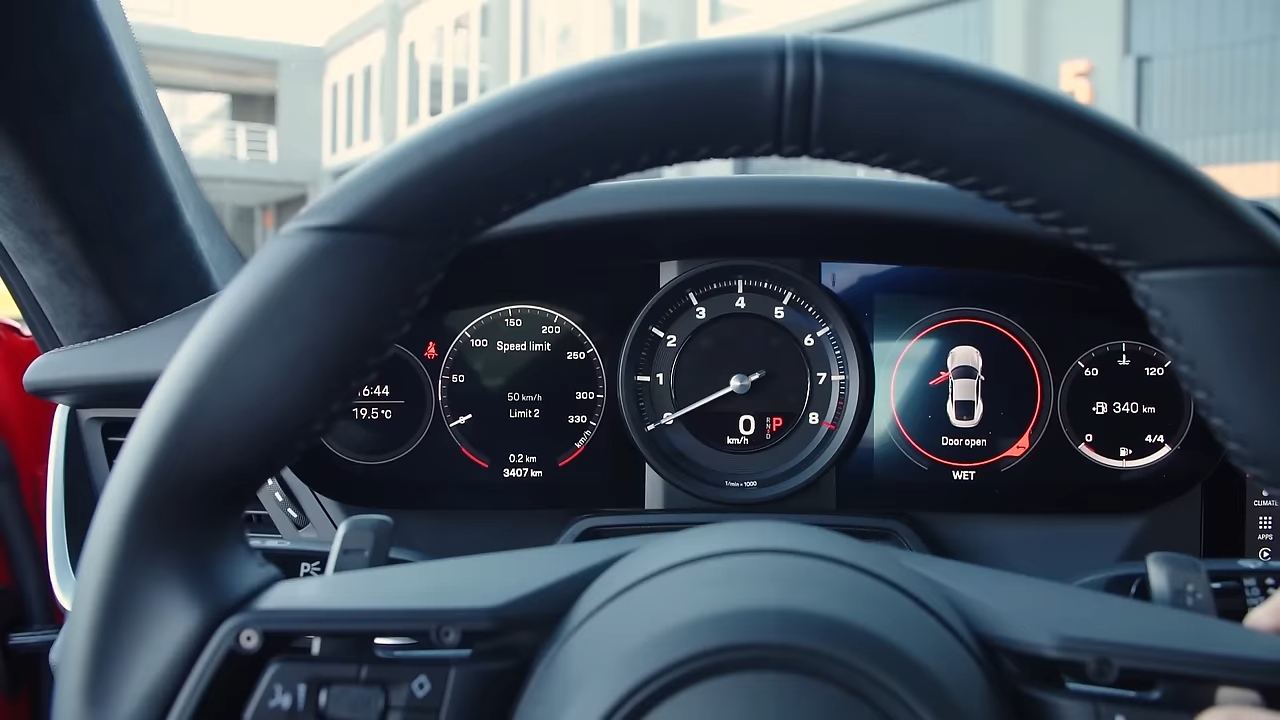 5
16:44
19.5°C
50
100
150
200
250
300
330
km/h
Speed limit
50 km/h
Limit 2
0.2 km
3407 km
0
1
2
3
4
5
6
7
8
0
km/h
R
N
D
P
1/min × 1000
Door open
WET
60
120
340 km
0
4/4
P
CLIMATE
APPS